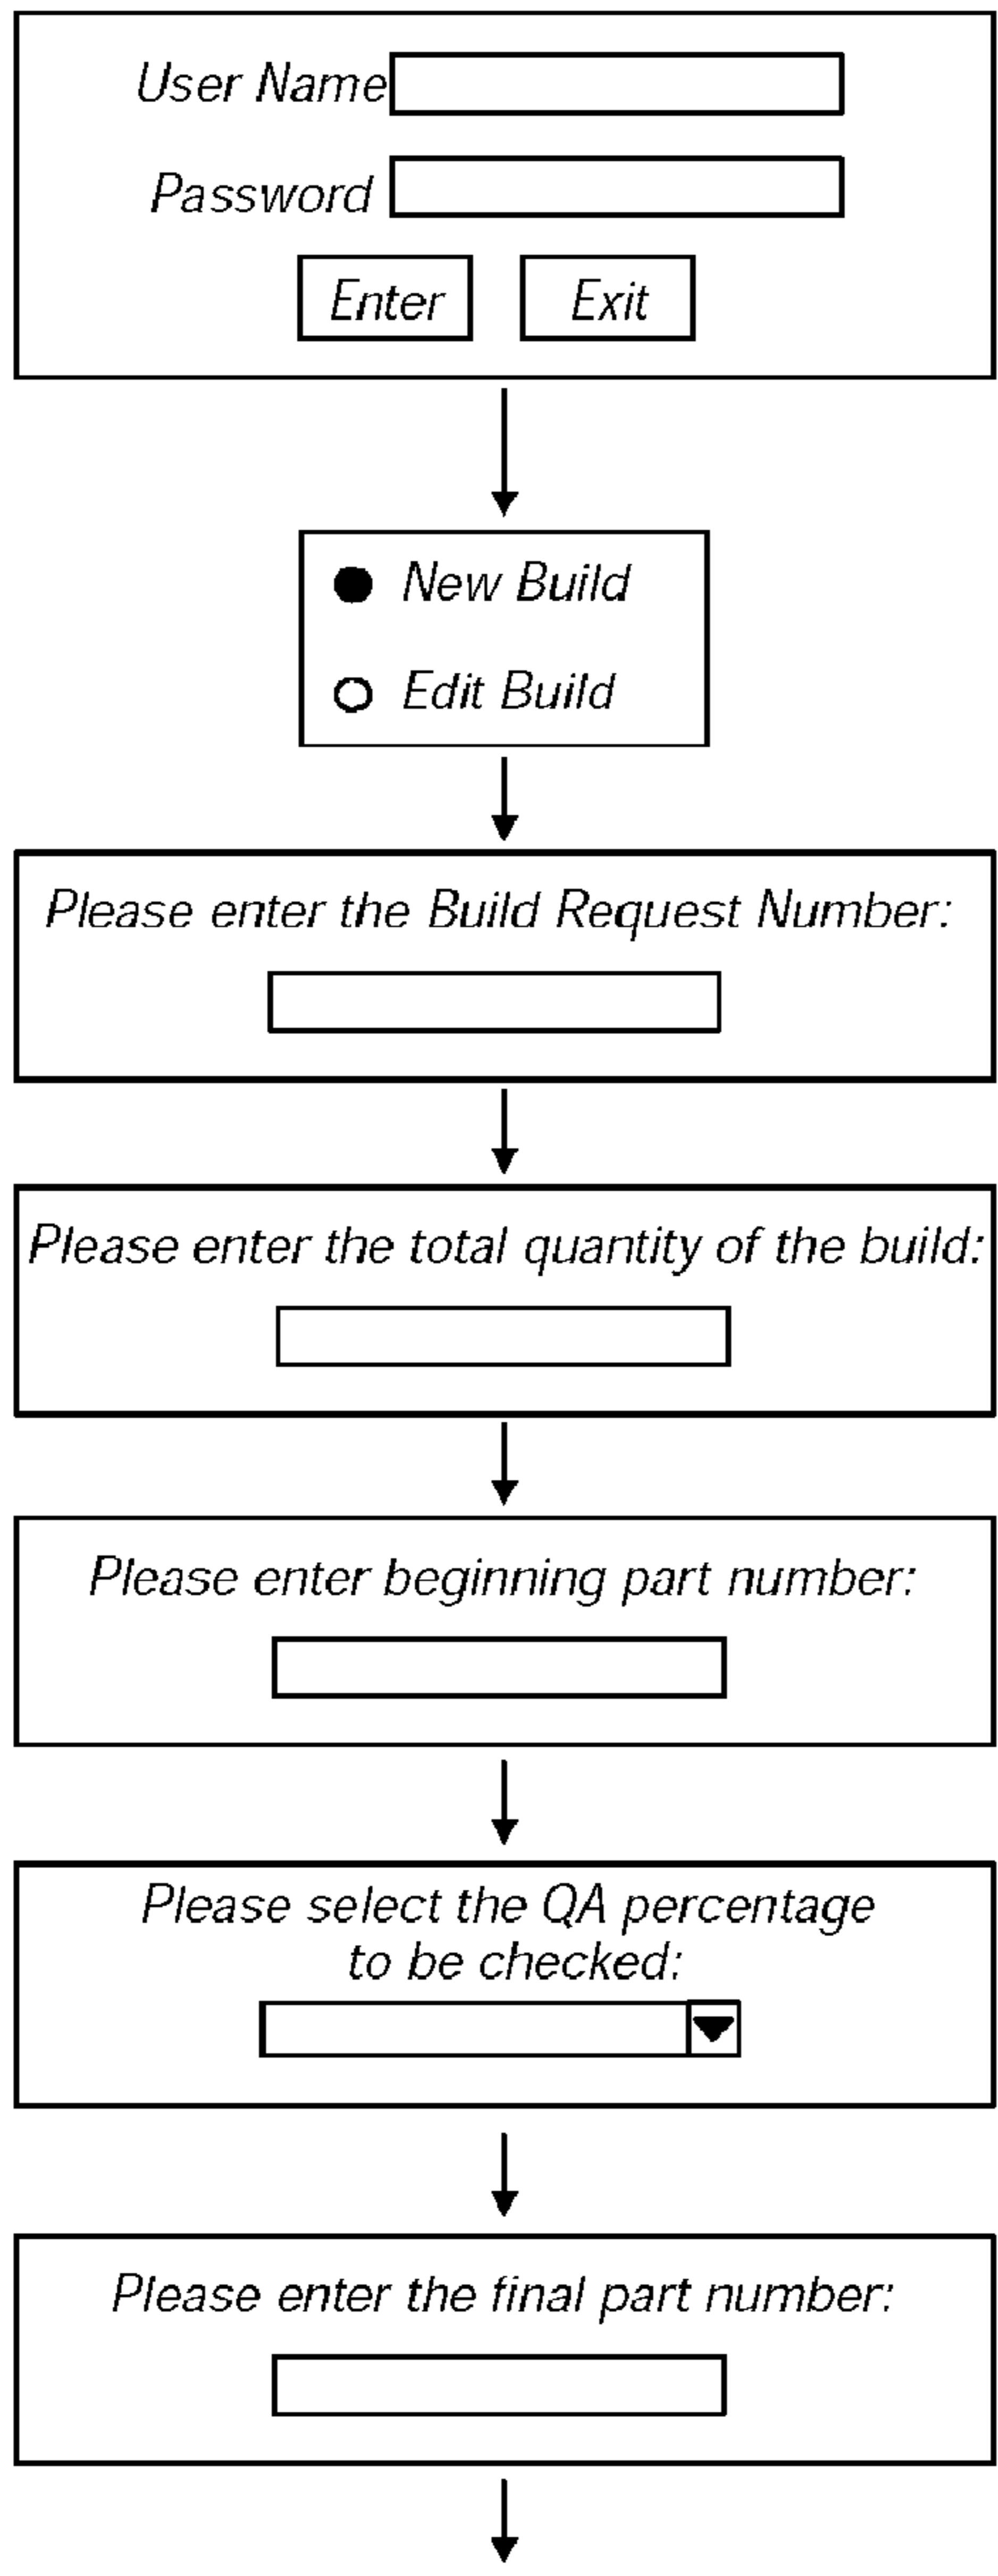 User Name
Password
Enter Exit
New Build
Edit Build
Please enter the Build Request Number:
Please enter the total quantity of the build:
Please enter beginning part number:
Please select the QA percentage
to be checked:
Please enter the final part number: